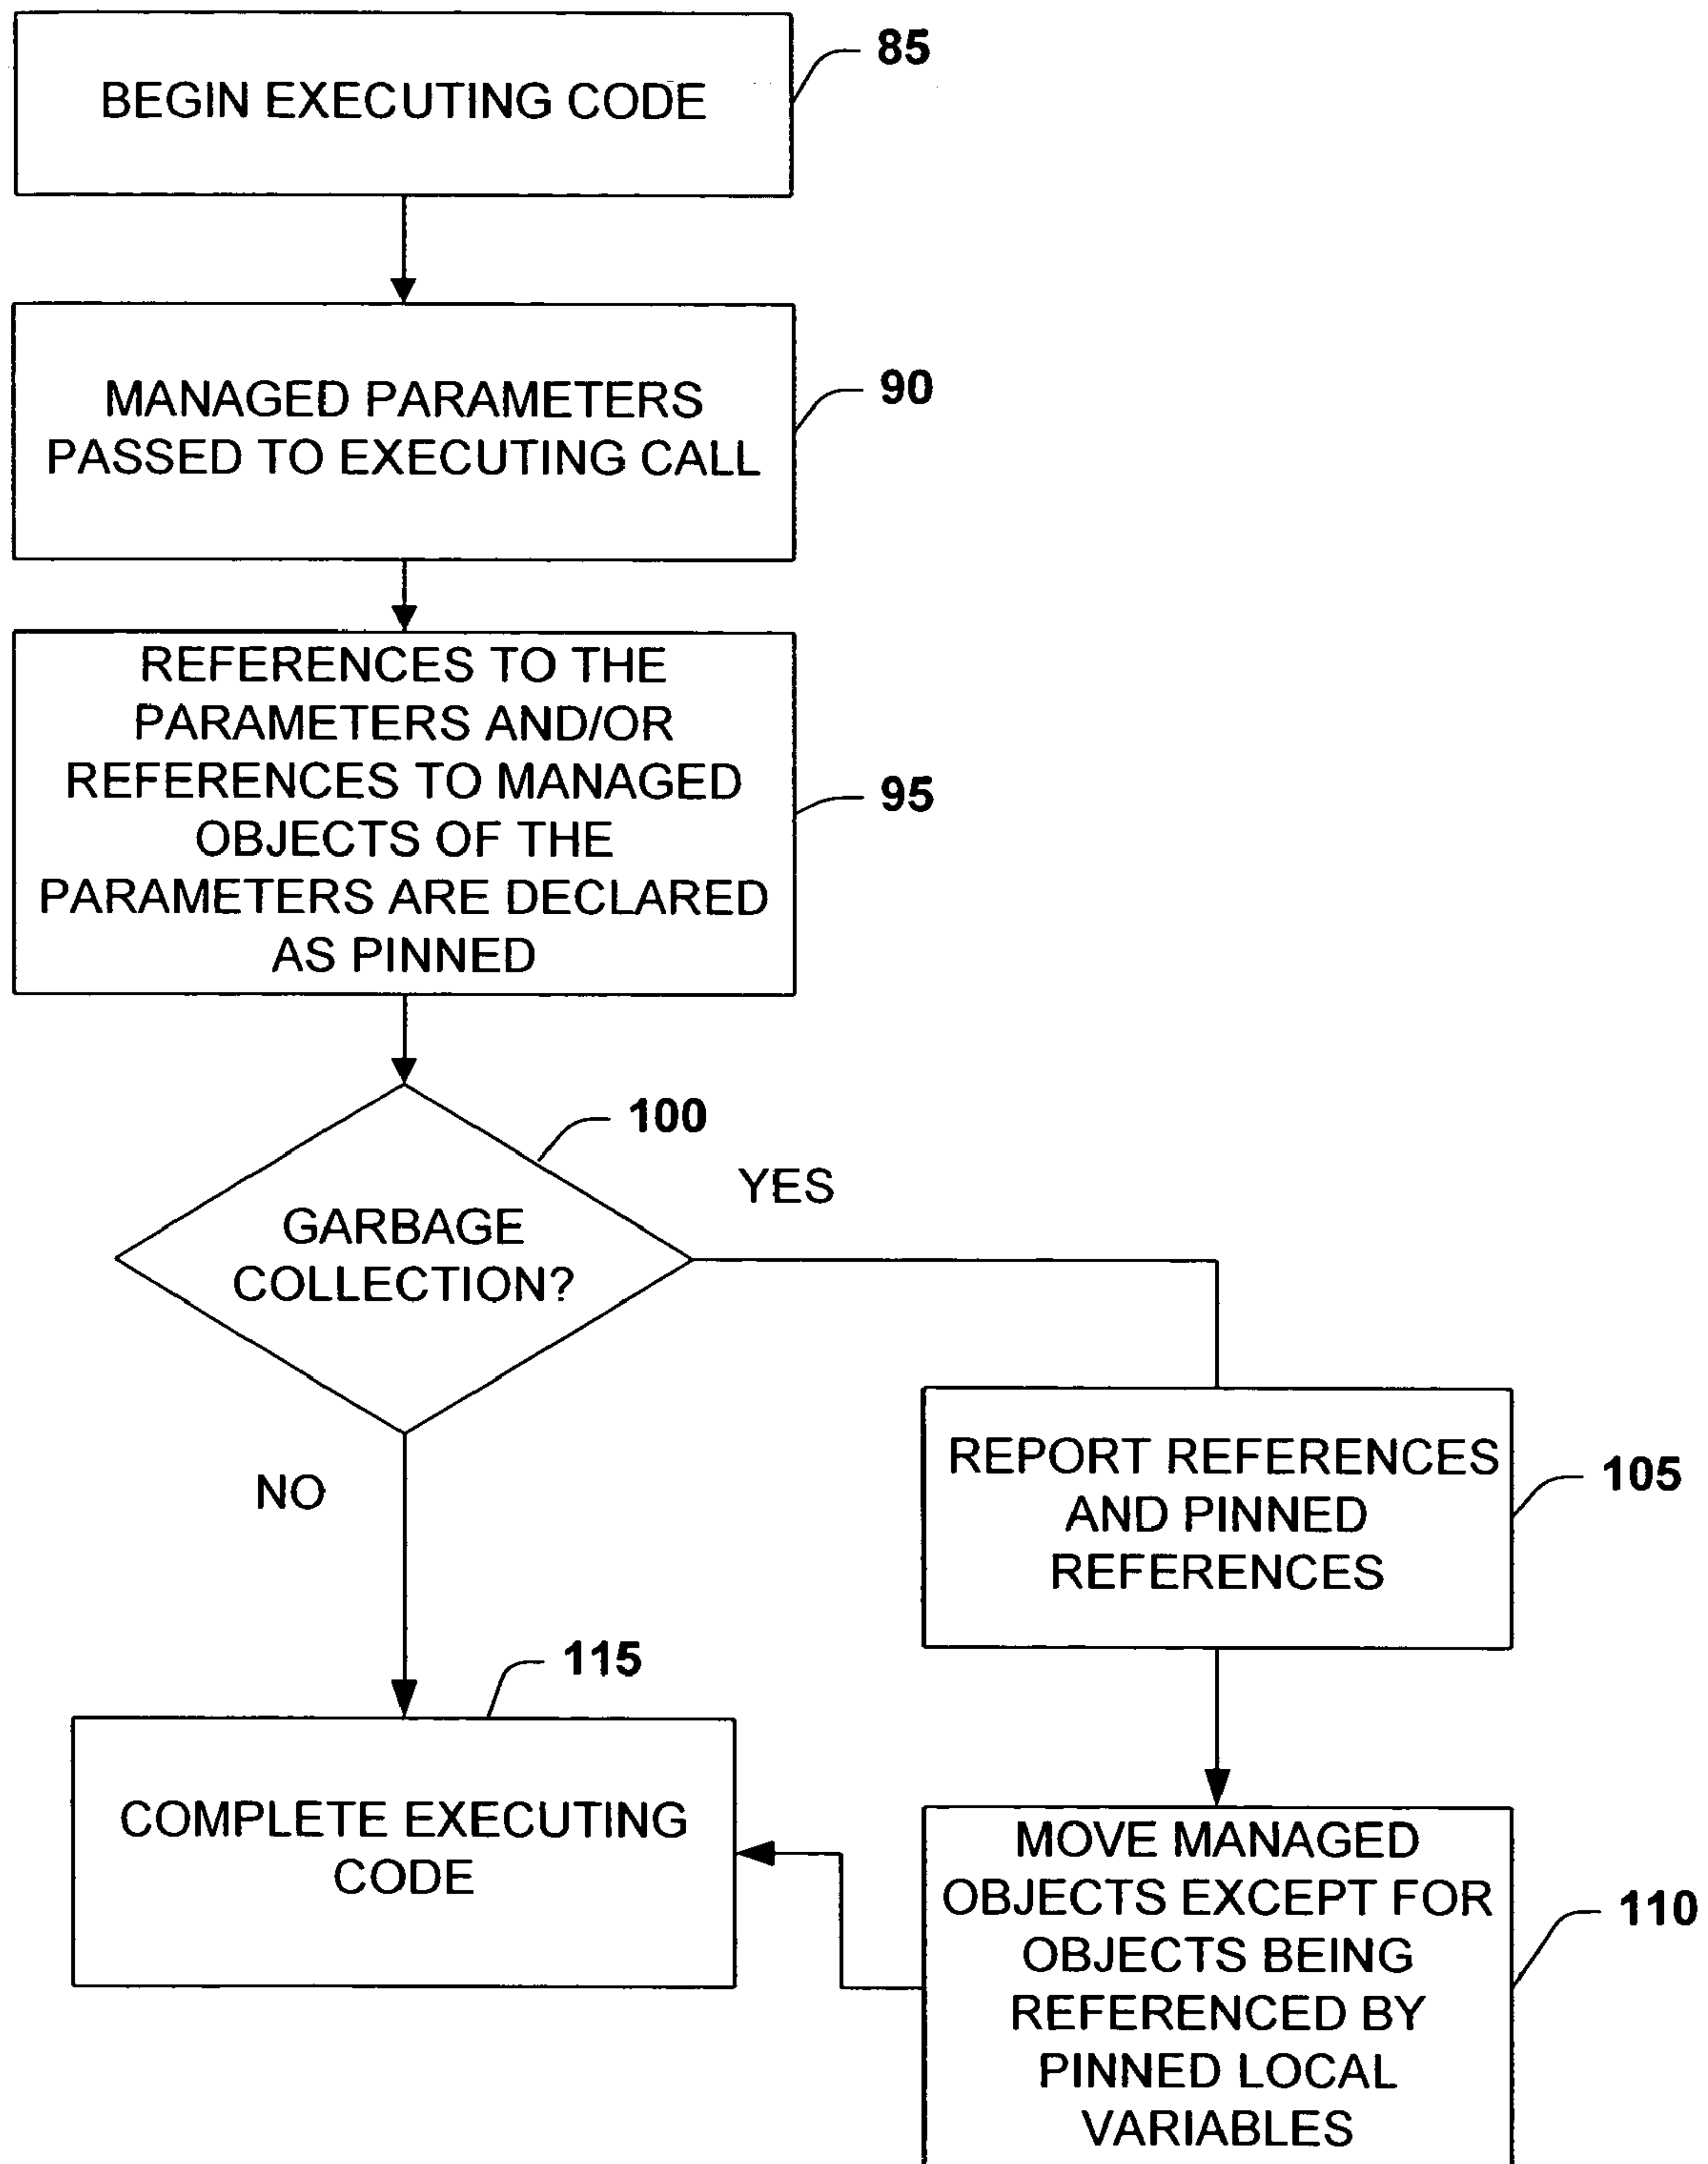 BEGIN EXECUTING CODE
85
MANAGED PARAMETERS
PASSED TO EXECUTING CALL
90
REFERENCES TO THE
PARAMETERS AND/OR
REFERENCES TO MANAGED
OBJECTS OF THE
PARAMETERS ARE DECLARED
AS PINNED
95
100
GARBAGE
COLLECTION?
YES
NO
REPORT REFERENCES
AND PINNED
REFERENCES
105
115
COMPLETE EXECUTING
CODE
MOVE MANAGED
OBJECTS EXCEPT FOR
OBJECTS BEING
REFERENCED BY
PINNED LOCAL
VARIABLES
110